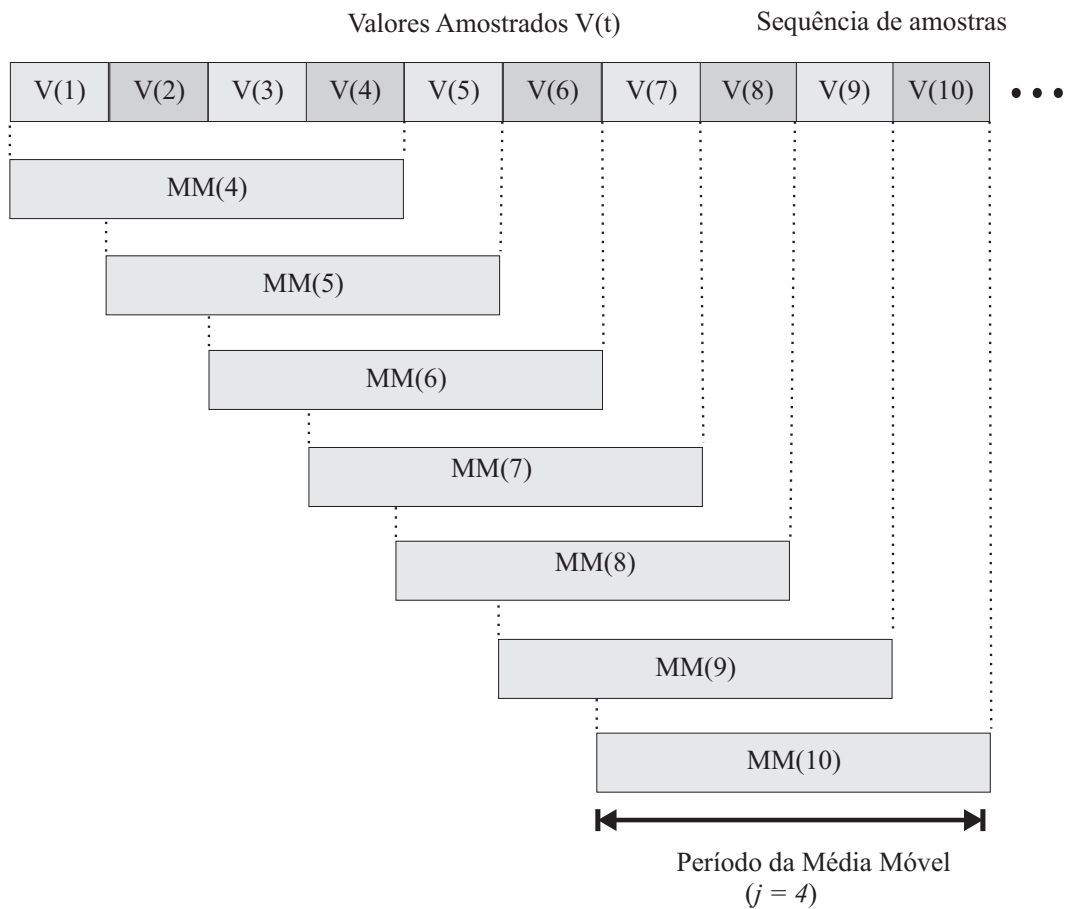 Valores Amostrados V(t) Sequência de amostras
V(1) V(2) V(3) V(4) V(5) V(6) V(7) V(8) V(9) V(10) •••
MM(4)
MM(5)
MM(6)
MM(7)
MM(8)
MM(9)
MM(10)
Período da Média Móvel
(j = 4)